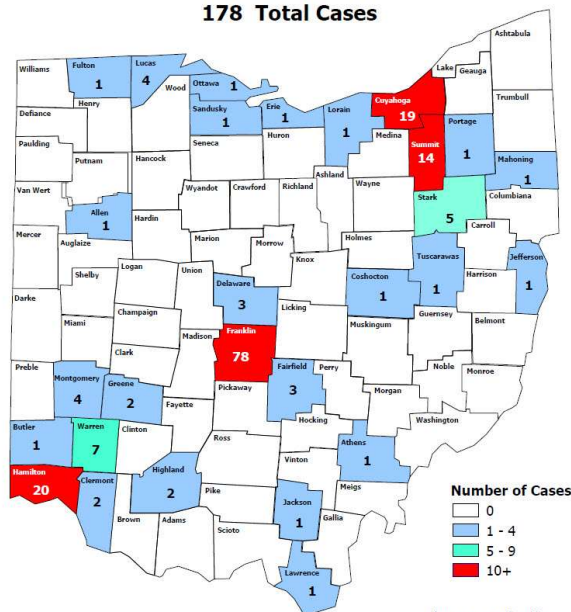 178 Total Cases
Ashtabula
Williams
Fulton
1
Lucas
4
Ottawa
1
Lake
Geauga
Wood
Cuyahoga
19
Trumbull
Henry
Defiance
Sandusky
1
Erie
1
Lorain
1
Portage
1
Paulding
Seneca
Huron
Medina
Summit
14
Mahoning
1
Putnam
Hancock
Ashland
Van Wert
Wyandot
Crawford
Richland
Wayne
Stark
5
Columbiana
Allen
1
Hardin
Carroll
Mercer
Auglaize
Marion
Morrow
Holmes
Tuscarawas
1
Jefferson
1
Knox
Shelby
Logan
Union
Delaware
3
Coshocton
1
Harrison
Darke
Champaign
Licking
Guernsey
Belmont
Miami
Madison
Franklin
78
Muskingum
Clark
Preble
Montgomery
4
Greene
2
Pickaway
Fairfield
3
Perry
Noble
Monroe
Morgan
Fayette
Washington
Butler
1
Warren
7
Clinton
Hocking
Ross
Athens
1
Hamilton
20
Clermont
2
Highland
2
Vinton
Meigs
Pike
Jackson
1
Gallia
Brown
Adams
Scioto
Lawrence
1
Number of Cases
0
1 - 4
5 - 9
10+